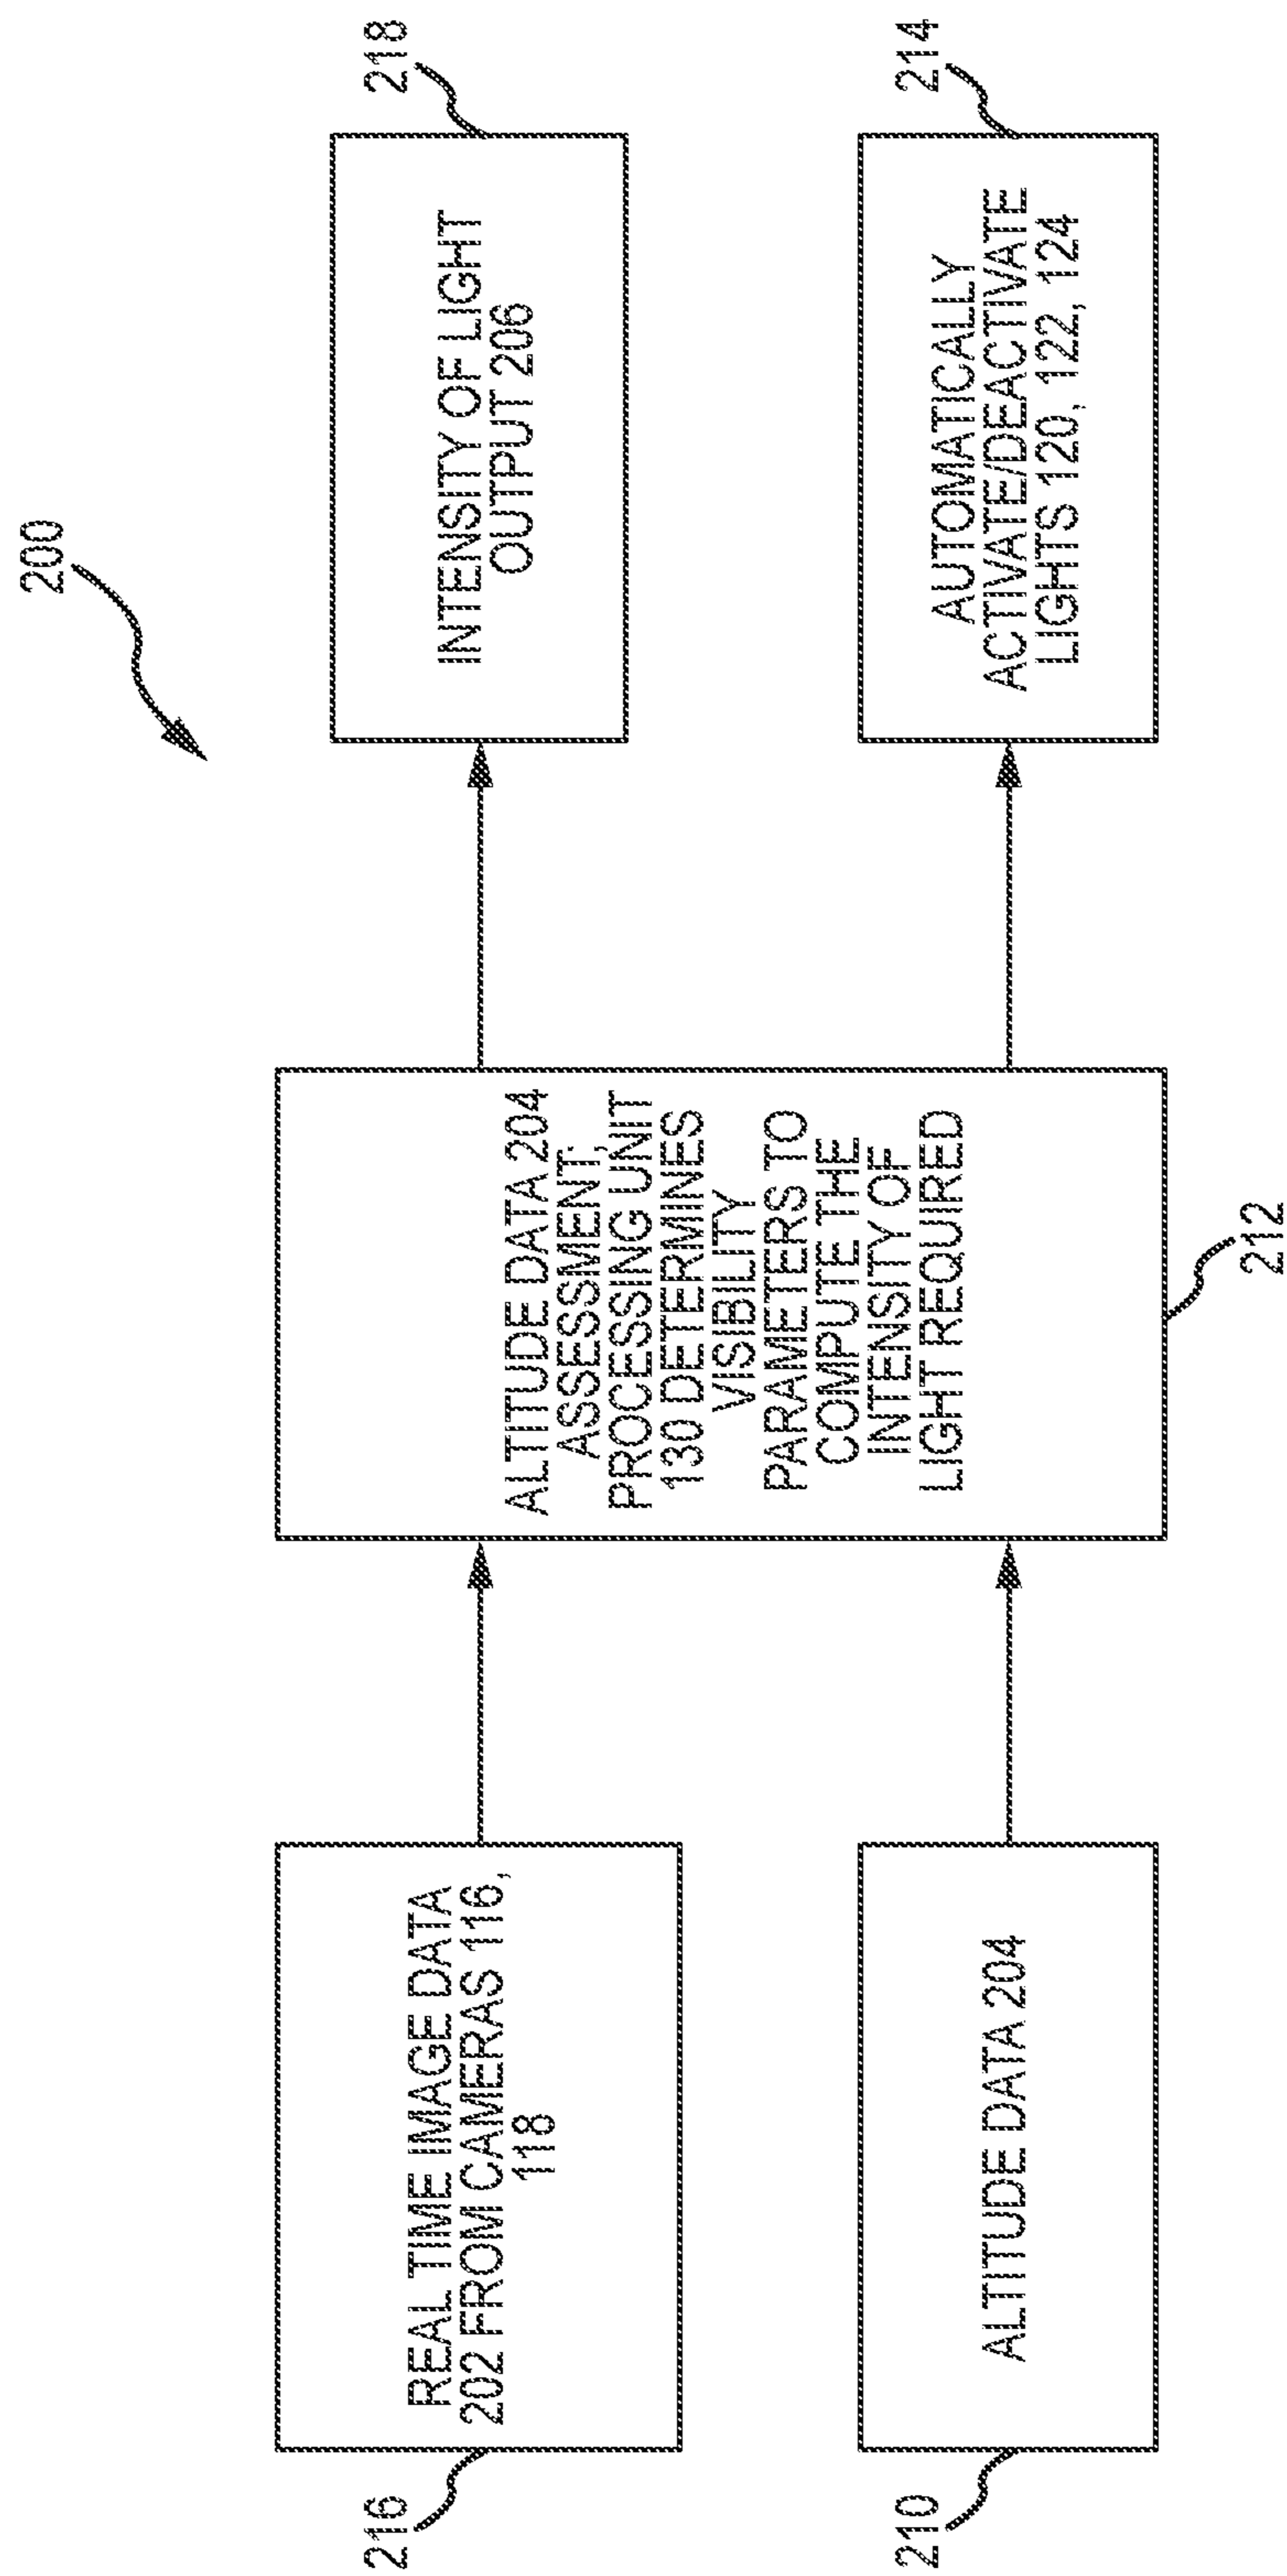 200
216
REAL TIME IMAGE DATA
202 FROM CAMERAS 116,
118
210
ALTITUDE DATA 204
ALTITUDE DATA 204
ASSESSMENT,
PROCESSING UNIT
130 DETERMINES
VISIBILITY
PARAMETERS TO
COMPUTE THE
INTENSITY OF
LIGHT REQUIRED
212
218
INTENSITY OF LIGHT
OUTPUT 206
214
AUTOMATICALLY
ACTIVATE/DEACTIVATE
LIGHTS 120, 122, 124